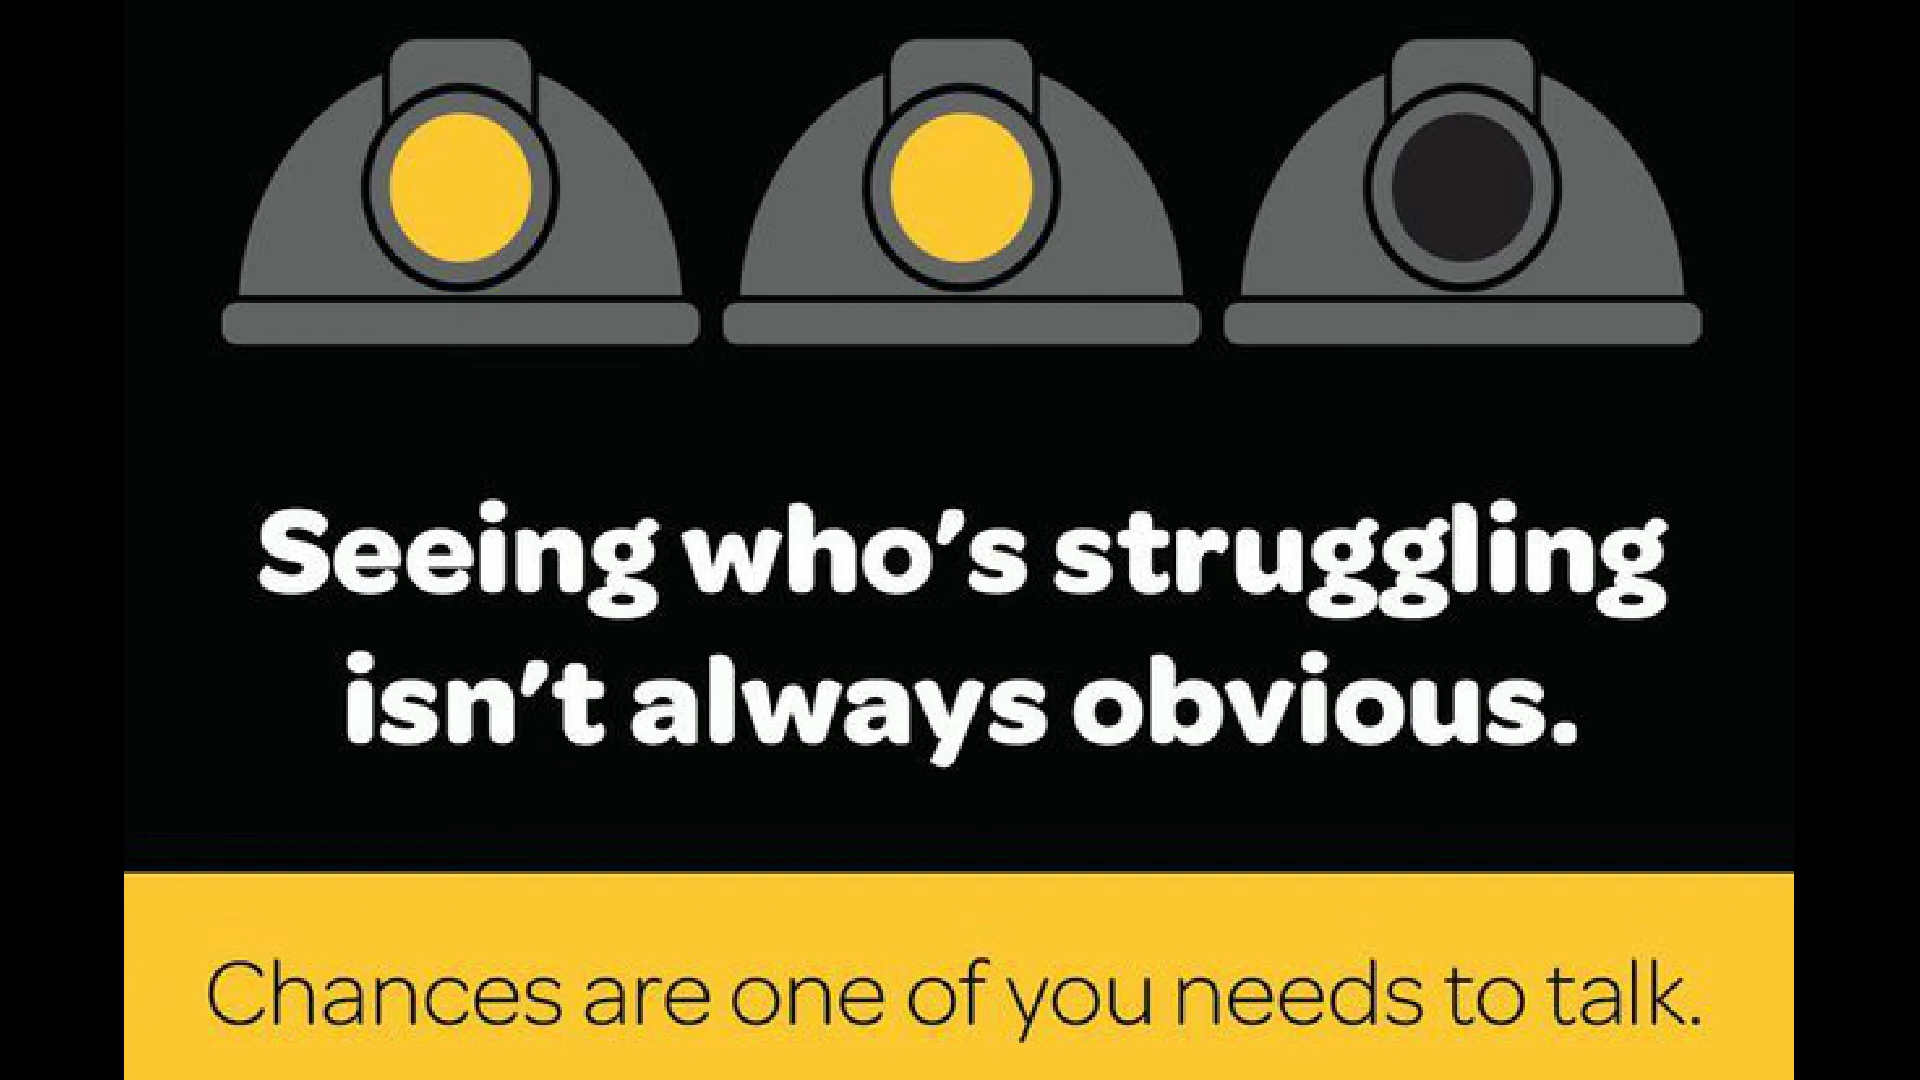 Seeing who’s struggling
isn’t always obvious.
Chances are one of you needs to talk.